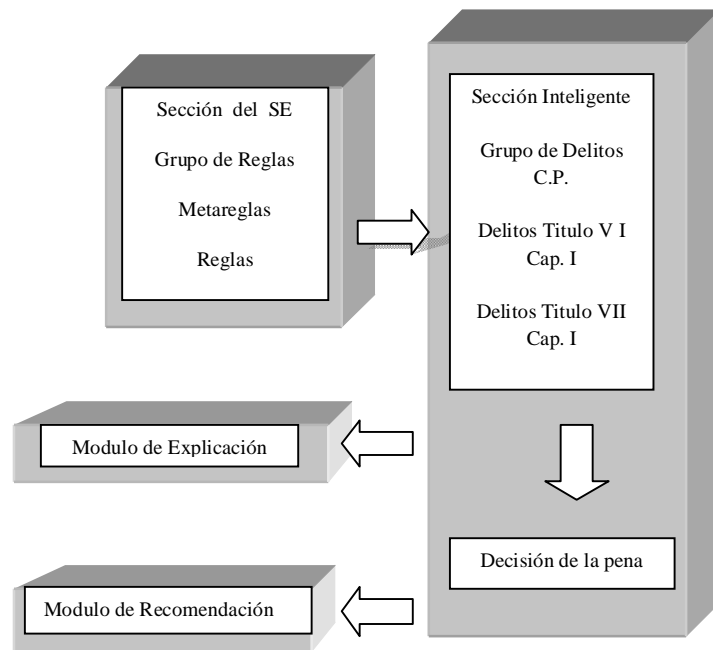 Sección del SE
Grupo de Reglas
Metareglas
Reglas
Sección Inteligente
Grupo de Delitos
C.P.
Delitos Titulo V I
Cap. I
Delitos Titulo VII
Cap. I
Modulo de Explicación
Decisión de la pena
Modulo de Recomendación